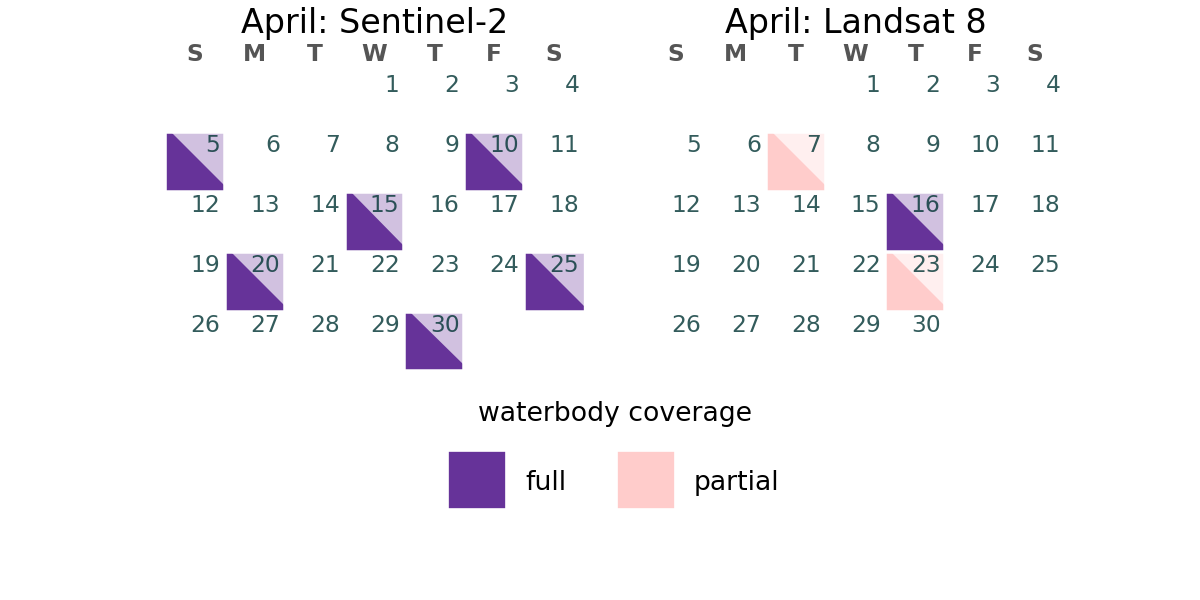 April: Sentinel-2
S M T W T F S
1 2 3 4
5 6 7 8 9 10 11
12 13 14 15 16 17 18
19 20 21 22 23 24 25
26 27 28 29 30
April: Landsat 8
S M T W T F S
1 2 3 4
5 6 7 8 9 10 11
12 13 14 15 16 17 18
19 20 21 22 23 24 25
26 27 28 29 30
waterbody coverage
full partial